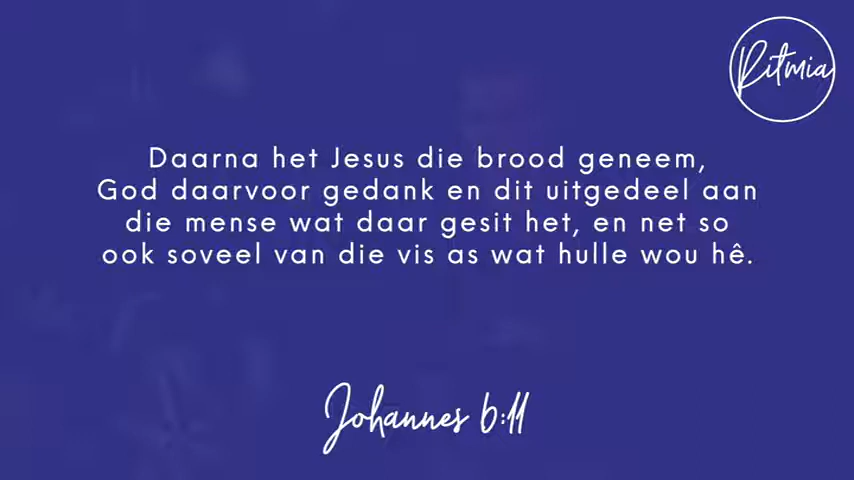 Ritmia
Daarna het Jesus die brood geneem,
God daarvoor gedank en dit uitgedeel aan
die mense wat daar gesit het, en net so
ook soveel van die vis as wat hulle wou hê.
Johannes 6:11